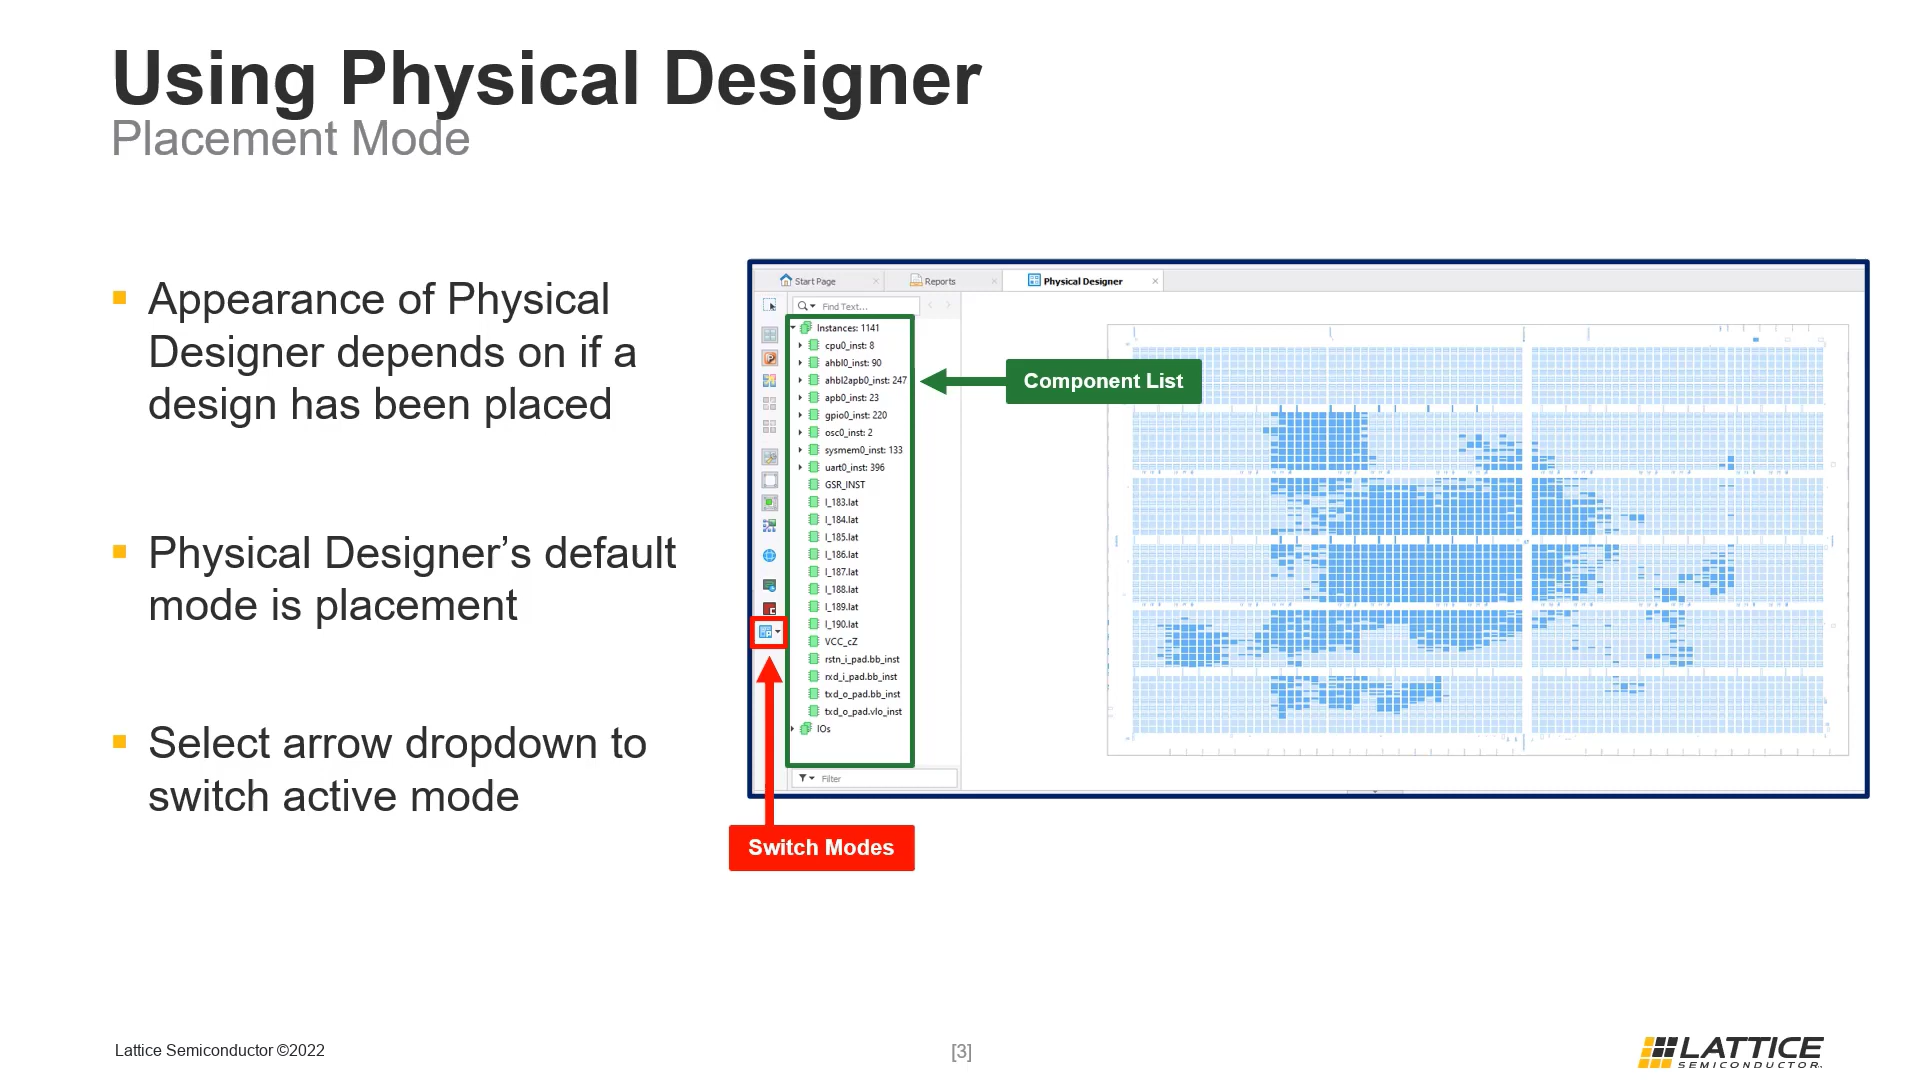 Using Physical Designer
Placement Mode
Appearance of Physical
Designer depends on if a
design has been placed
Physical Designer’s default
mode is placement
Select arrow dropdown to
switch active mode
Start Page
Reports
Physical Designer
Find Text...
Instances: 1141
cpu0_inst: 8
ahbl0_inst: 90
ahbl2apb0_inst: 247
apb0_inst: 23
gpio0_inst: 220
osc0_inst: 2
sysmem0_inst: 133
uart0_inst: 396
GSR_INST
I_183.lat
I_184.lat
I_185.lat
I_186.lat
I_187.lat
I_188.lat
I_189.lat
I_190.lat
VCC_cZ
rstn_i_pad.bb_inst
rxd_i_pad.bb_inst
txd_o_pad.bb_inst
txd_o_pad.vlo_inst
IOs
Filter
Component List
Switch Modes
Lattice Semiconductor ©2022
[3]
LATTICE
SEMICONDUCTOR